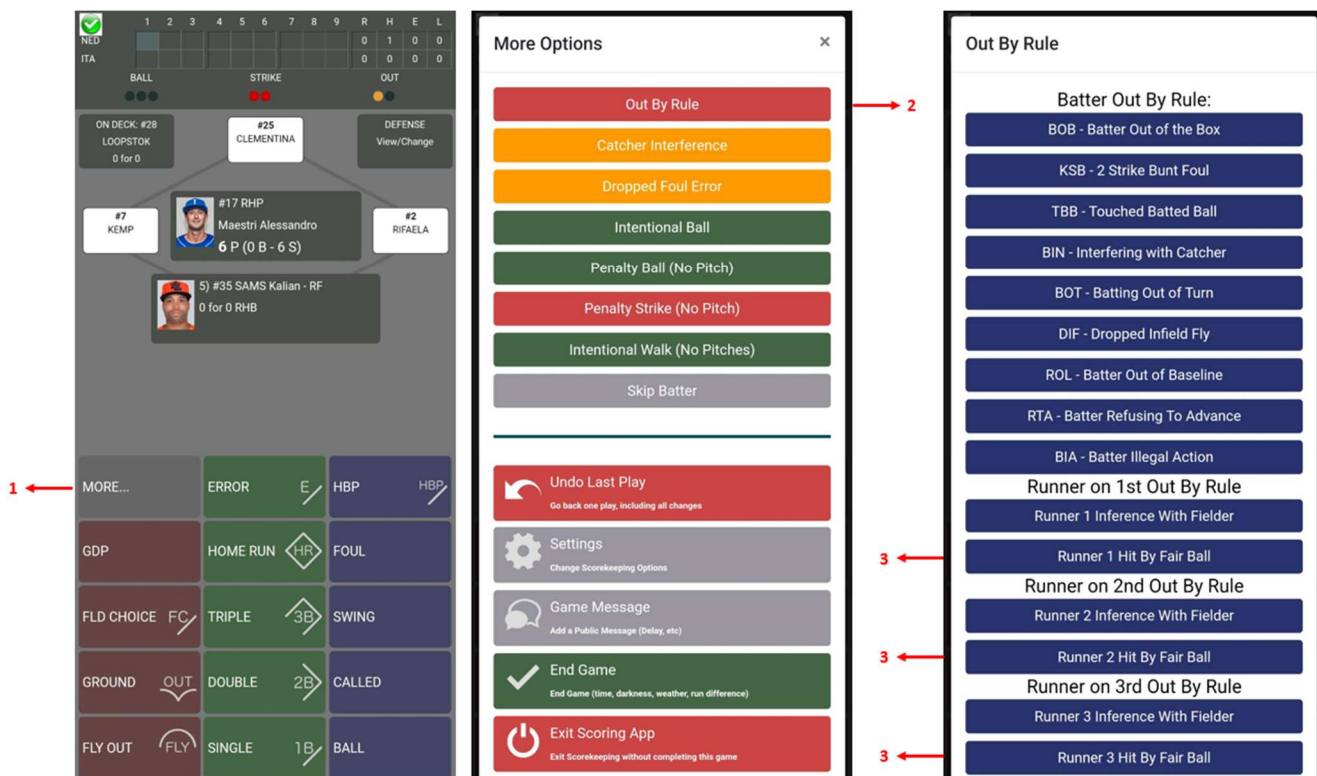 1 2 3 4 5 6 7 8 9 R H E L
NED 0 1 0 0
ITA 0 0 0 0
BALL STRIKE OUT
ON DECK: #28
LOOPSTOK
0 for 0
#25
CLEMENTINA
DEFENSE
View/Change
#7
KEMP
#17 RHP
Maestri Alessandro
6 P (0 B - 6 S)
#2
RIFAELA
5) #35 SAMS Kalian - RF
0 for 0 RHB
1
MORE...
ERROR E
HBP HBP
GDP
HOME RUN HR
FOUL
FLD CHOICE FC
TRIPLE 3B
SWING
GROUND OUT
DOUBLE 2B
CALLED
FLY OUT FLY
SINGLE 1B
BALL
More Options ×
Out By Rule
2
Catcher Interference
Dropped Foul Error
Intentional Ball
Penalty Ball (No Pitch)
Penalty Strike (No Pitch)
Intentional Walk (No Pitches)
Skip Batter
Undo Last Play
Go back one play, including all changes
Settings
Change Scorekeeping Options
Game Message
Add a Public Message (Delay, etc)
End Game
End Game (time, darkness, weather, run difference)
Exit Scoring App
Exit Scorekeeping without completing this game
Out By Rule
Batter Out By Rule:
BOB - Batter Out of the Box
KSB - 2 Strike Bunt Foul
TBB - Touched Batted Ball
BIN - Interfering with Catcher
BOT - Batting Out of Turn
DIF - Dropped Infield Fly
ROL - Batter Out of Baseline
RTA - Batter Refusing To Advance
BIA - Batter Illegal Action
Runner on 1st Out By Rule
Runner 1 Inference With Fielder
3
Runner 1 Hit By Fair Ball
Runner on 2nd Out By Rule
Runner 2 Inference With Fielder
3
Runner 2 Hit By Fair Ball
Runner on 3rd Out By Rule
Runner 3 Inference With Fielder
3
Runner 3 Hit By Fair Ball